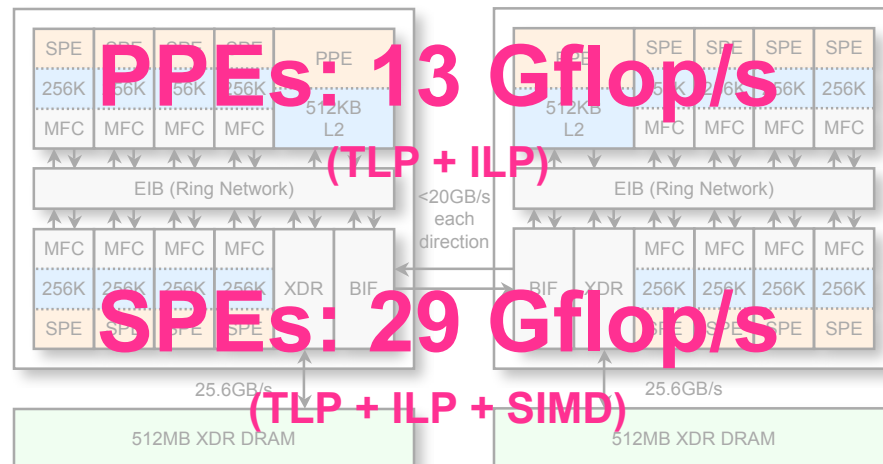 SPE SPE SPE SPE PPE PPE SPE SPE SPE SPE
PPEs: 13 Gflop/s
256K 256K 256K 256K 512KB L2 512KB L2 256K 256K 256K 256K
MFC MFC MFC MFC MFC MFC MFC MFC
(TLP + ILP)
EIB (Ring Network) EIB (Ring Network)
<20GB/s
each
direction
MFC MFC MFC MFC XDR BIF BIF XDR MFC MFC MFC MFC
256K 256K 256K 256K 256K 256K 256K 256K
SPEs: 29 Gflop/s
SPE SPE SPE SPE SPE SPE SPE SPE
25.6GB/s 25.6GB/s
(TLP + ILP + SIMD)
512MB XDR DRAM 512MB XDR DRAM